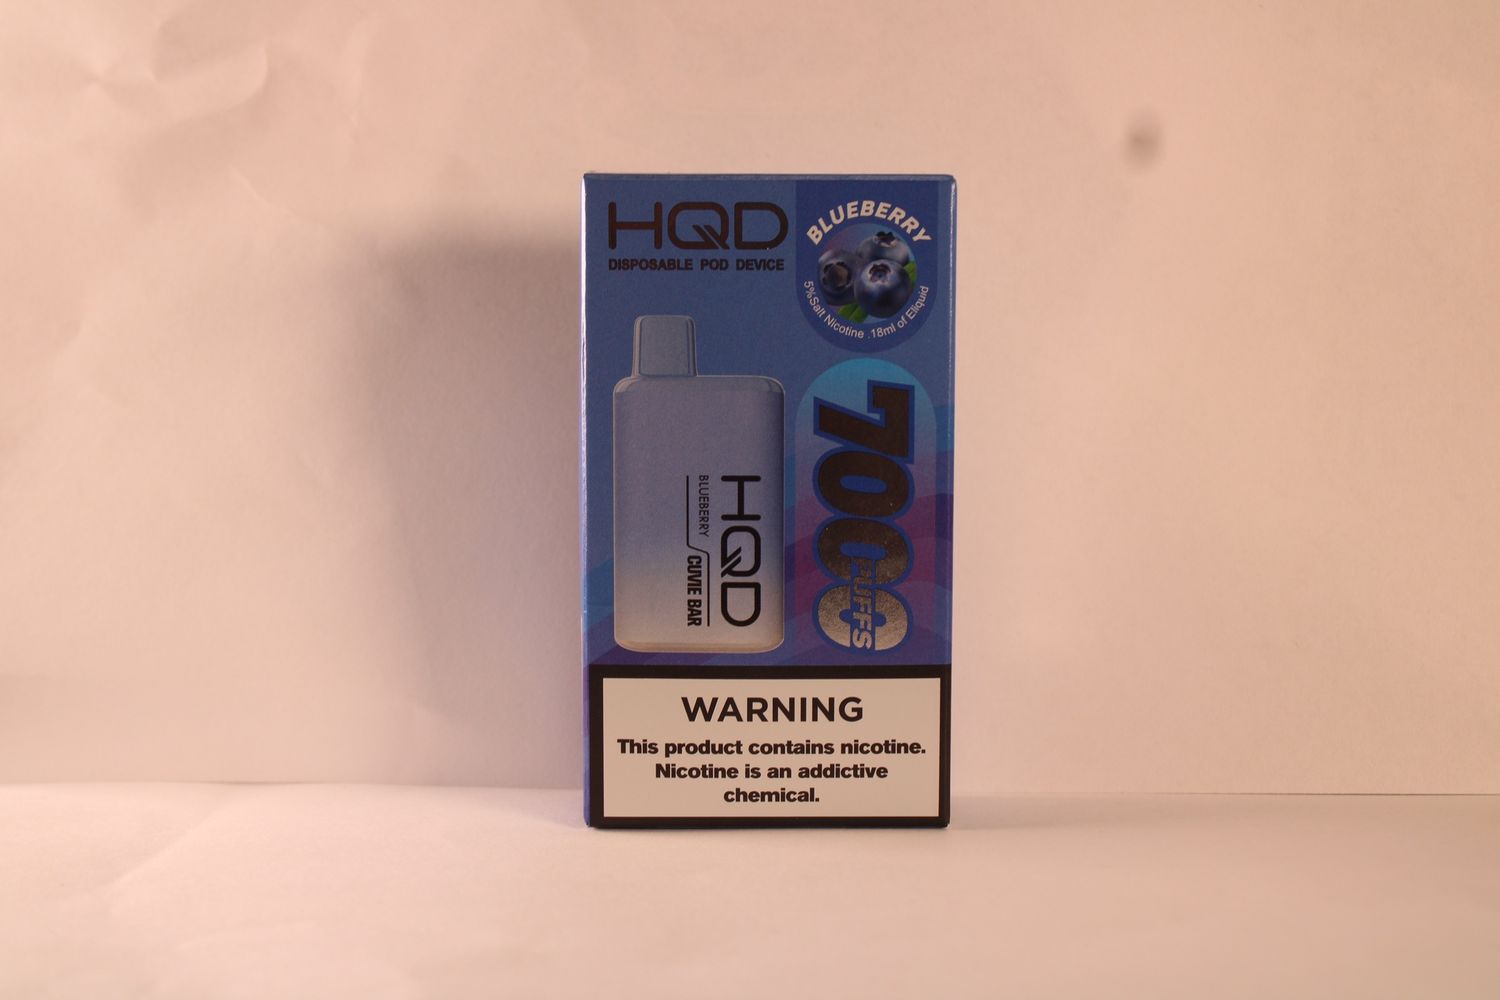 HQD
DISPOSABLE POD DEVICE
BLUEBERRY
5%Salt Nicotine .18ml of Eliquid
7000
PUFFS
HQD
BLUEBERRY
CUVIE BAR
WARNING
This product contains nicotine.
Nicotine is an addictive
chemical.